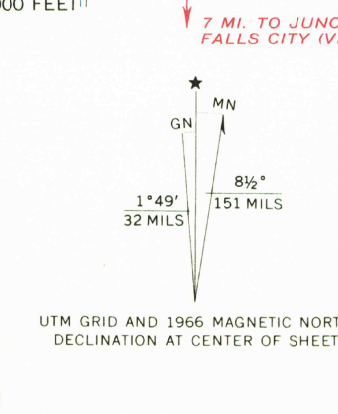 000 FEET
7 MI. TO JUNC
FALLS CITY (V
★
MN
GN
1°49′
32 MILS
8½°
151 MILS
UTM GRID AND 1966 MAGNETIC NORT
DECLINATION AT CENTER OF SHEET